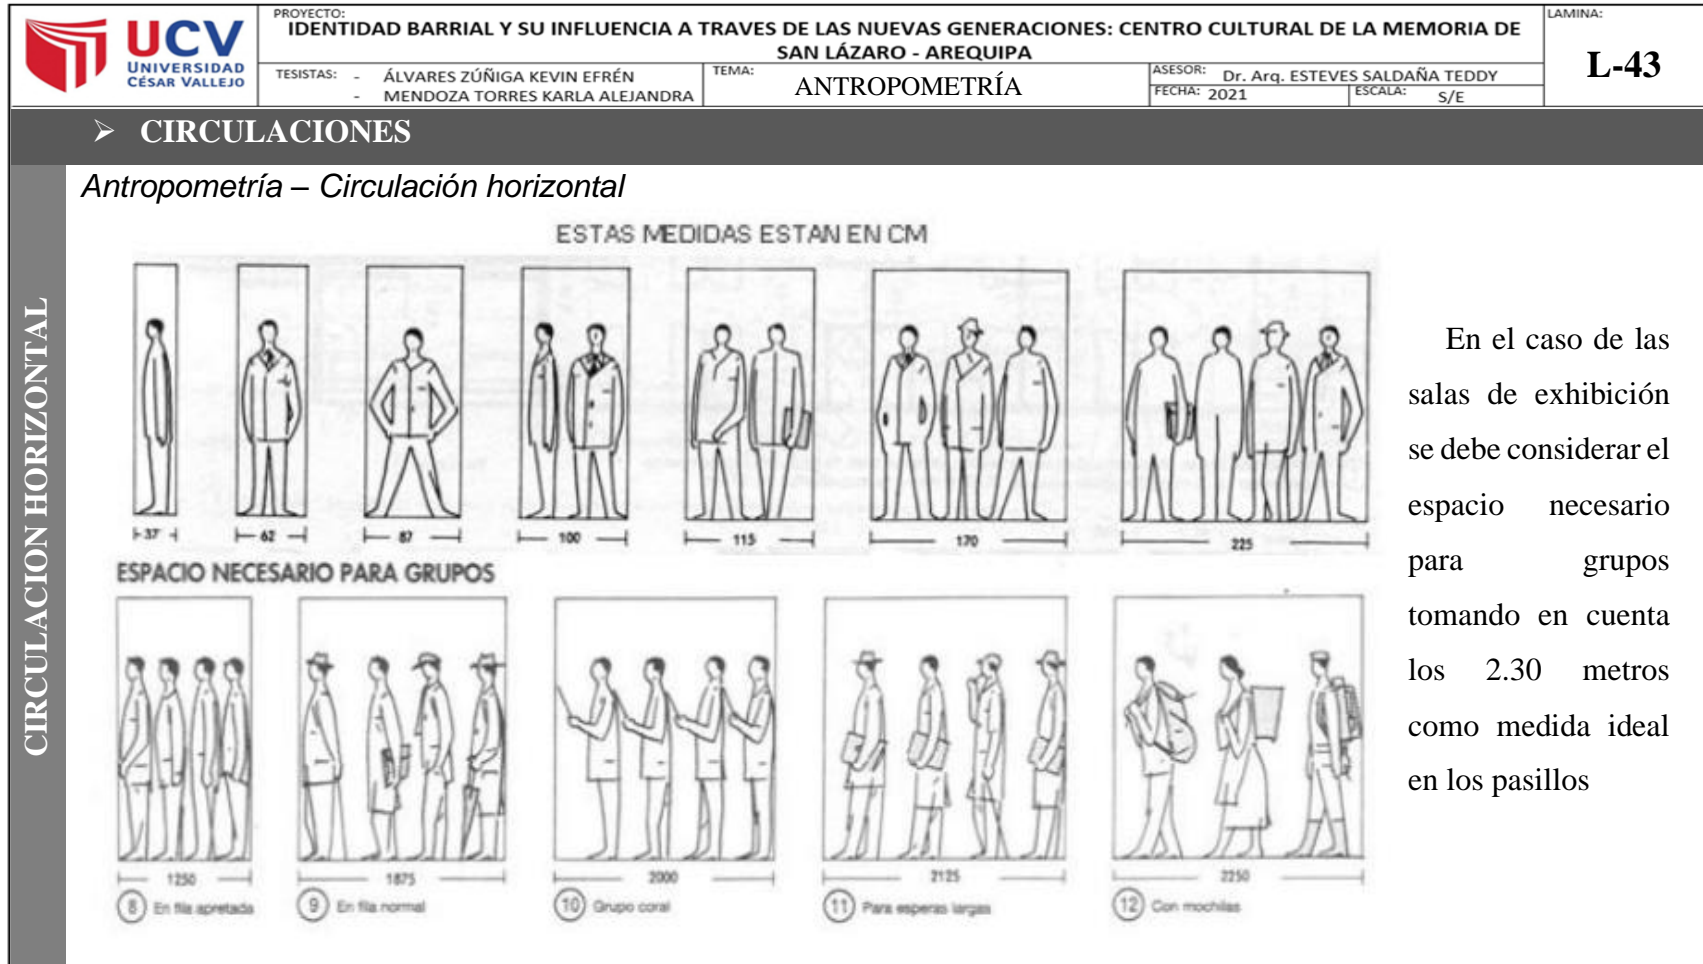 UCV
UNIVERSIDAD
CÉSAR VALLEJO
PROYECTO:
IDENTIDAD BARRIAL Y SU INFLUENCIA A TRAVES DE LAS NUEVAS GENERACIONES: CENTRO CULTURAL DE LA MEMORIA DE
SAN LÁZARO - AREQUIPA
TESISTAS: - ÁLVARES ZÚÑIGA KEVIN EFRÉN
- MENDOZA TORRES KARLA ALEJANDRA
TEMA:
ANTROPOMETRÍA
ASESOR: Dr. Arq. ESTEVES SALDAÑA TEDDY
FECHA: 2021
ESCALA: S/E
LAMINA:
L-43
➢ CIRCULACIONES
CIRCULACION HORIZONTAL
Antropometría – Circulación horizontal
ESTAS MEDIDAS ESTAN EN CM
37 62 87 100 115 170 225
ESPACIO NECESARIO PARA GRUPOS
1250 1875 2000 2125 2250
8 En fila apretada
9 En fila normal
10 Grupo coral
11 Para esperas largas
12 Con mochilas
En el caso de las
salas de exhibición
se debe considerar el
espacio necesario
para grupos
tomando en cuenta
los 2.30 metros
como medida ideal
en los pasillos